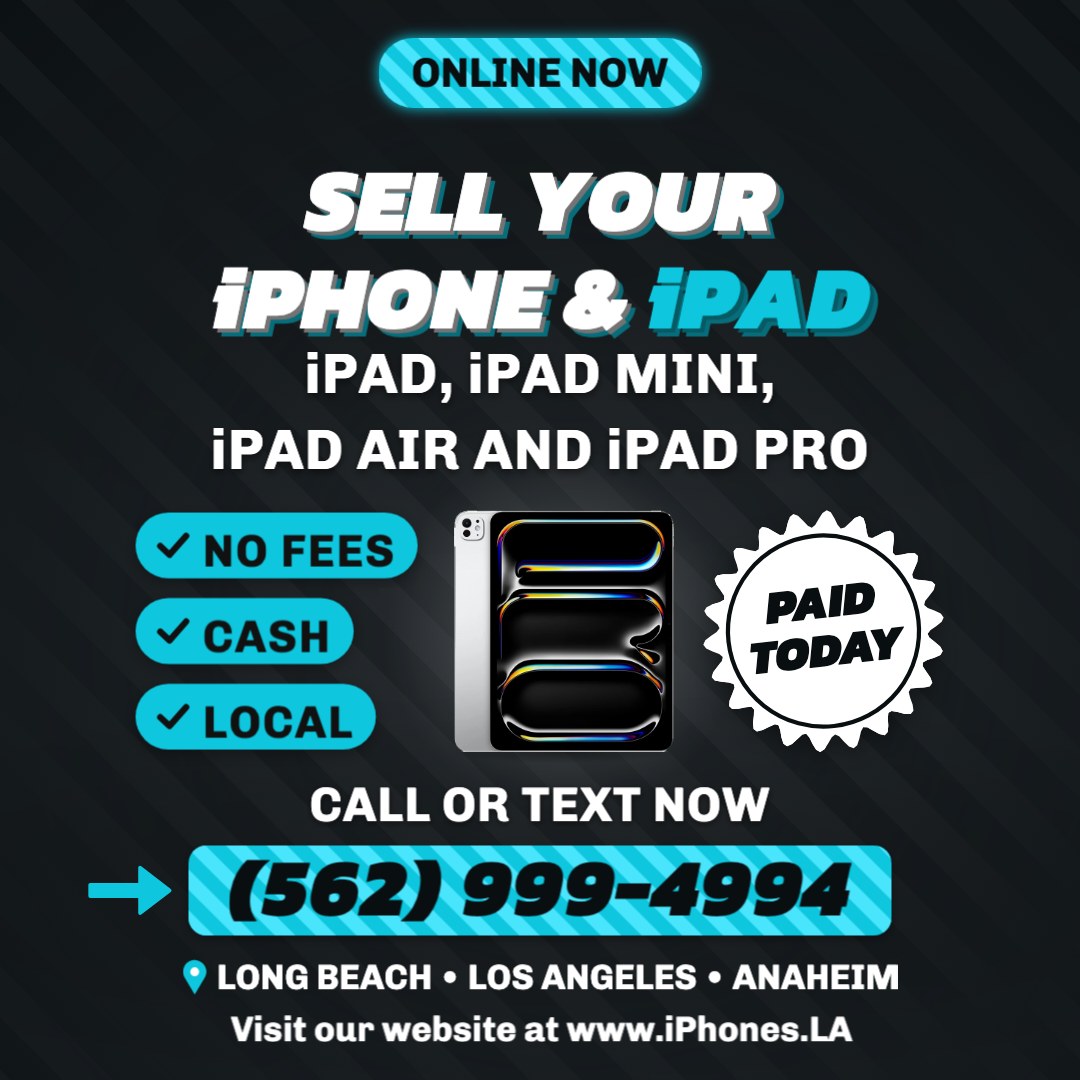 ONLINE NOW
SELL YOUR
iPHONE & iPAD
iPAD, iPAD MINI,
iPAD AIR AND iPAD PRO
NO FEES
CASH
LOCAL
PAID
TODAY
CALL OR TEXT NOW
(562) 999-4994
LONG BEACH • LOS ANGELES • ANAHEIM
Visit our website at www.iPhones.LA